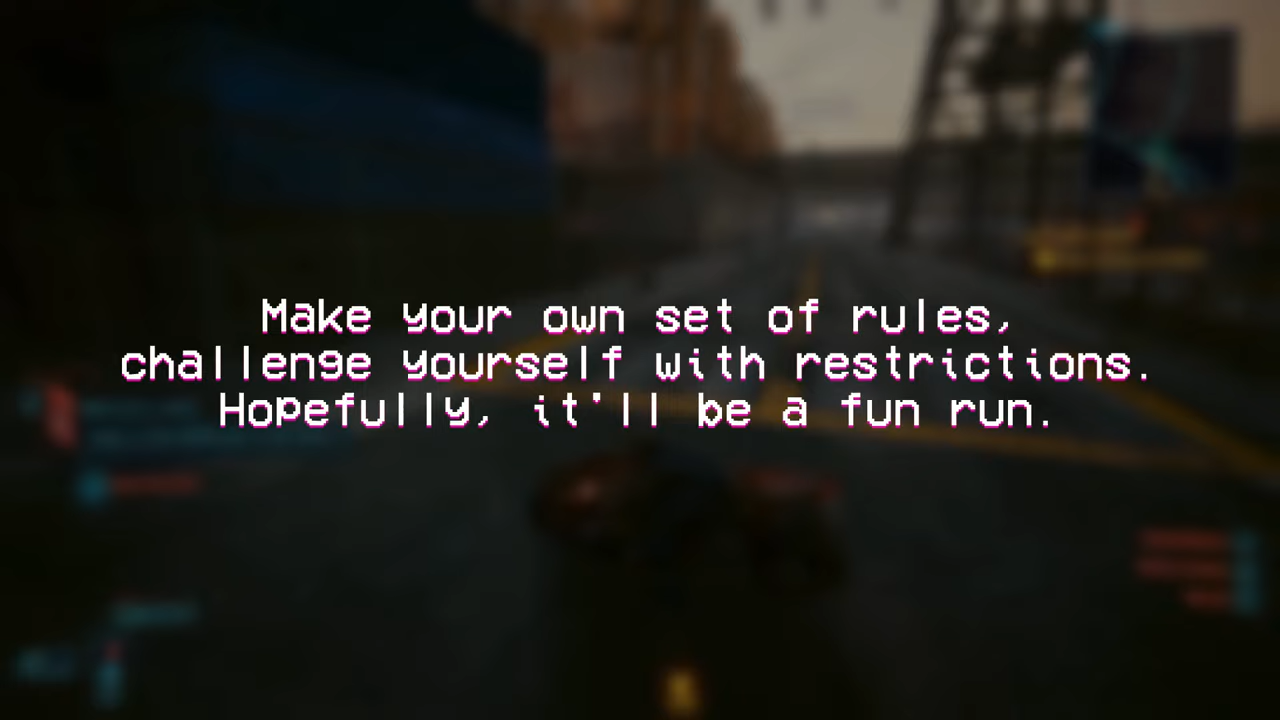 Make your own set of rules,
challenge yourself with restrictions.
Hopefully, it'll be a fun run.